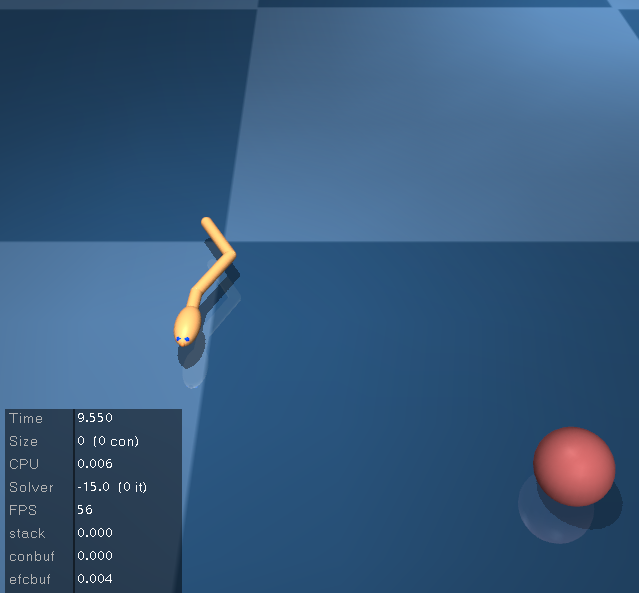 Time 9.550
Size 0 (0 con)
CPU 0.006
Solver -15.0 (0 it)
FPS 56
stack 0.000
conbuf 0.000
efcbuf 0.004